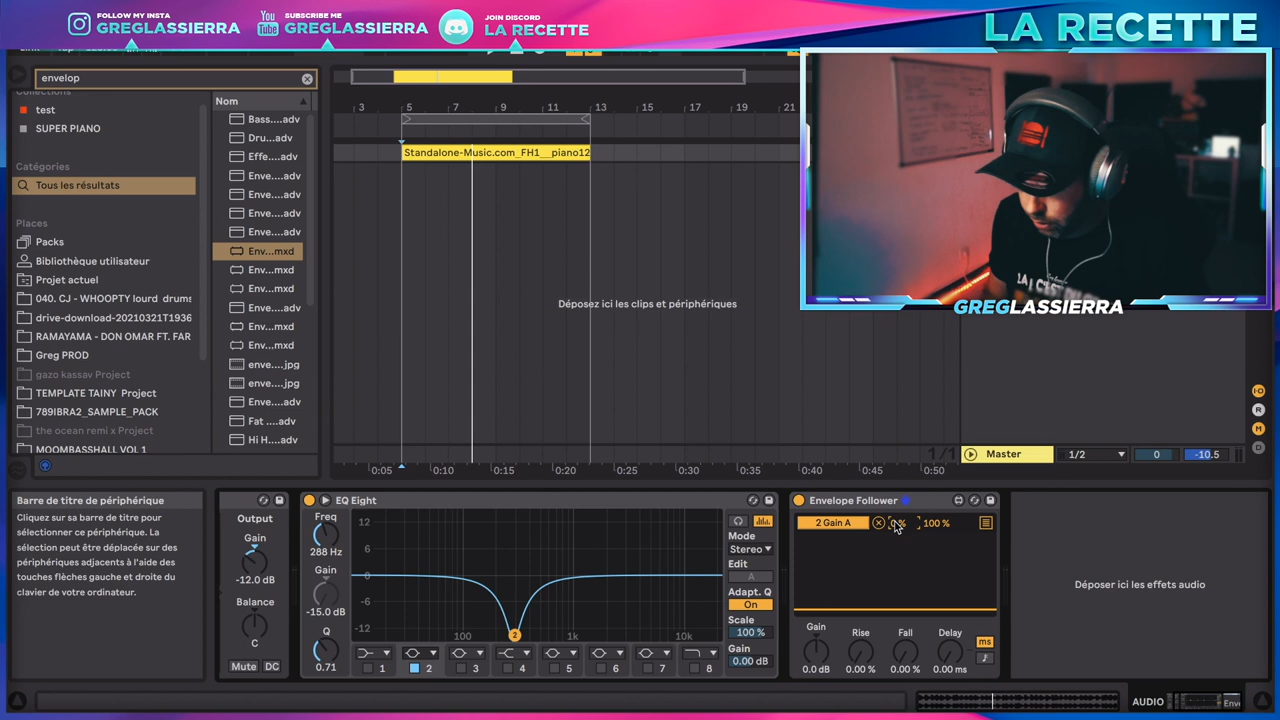 FOLLOW MY INSTA
GREGLASSIERRA
You
Tube
SUBSCRIBE ME
GREGLASSIERRA
JOIN DISCORD
LA RECETTE
LA RECETTE
envelop
Collections
test
SUPER PIANO
Catégories
Tous les résultats
Places
Packs
Bibliothèque utilisateur
Projet actuel
040. CJ - WHOOPTY lourd drums
drive-download-20210321T1936
RAMAYAMA - DON OMAR FT. FAR
Greg PROD
gazo kassav Project
TEMPLATE TAINY Project
789IBRA2_SAMPLE_PACK
the ocean remi x Project
MOOMBASSHALL VOL 1
Nom
Bass....adv
Dru...adv
Effe....adv
Enve...adv
Enve...adv
Enve...adv
Enve...adv
Env...mxd
Env...mxd
Env...mxd
Enve...adv
Env...mxd
Env...mxd
enve...jpg
enve...jpg
Enve...adv
Fat ....adv
Hi H....adv
3 5 7 9 11 13 15 17 19 21
Standalone-Music.com_FH1__piano12
Déposez ici les clips et périphériques
GREGLASSIERRA
1/1
Master
1/2
0
-10.5
0:05 0:10 0:15 0:20 0:25 0:30 0:35 0:40 0:45 0:50
I·O
R
M
D
Barre de titre de périphérique
Cliquez sur sa barre de titre pour
sélectionner ce périphérique. La
sélection peut être déplacée sur des
périphériques adjacents à l'aide des
touches flèches gauche et droite du
clavier de votre ordinateur.
Output
Gain
-12.0 dB
Balance
C
Mute
DC
EQ Eight
Freq
288 Hz
Gain
-15.0 dB
Q
0.71
12
6
0
-6
-12
100 1k 10k
2
1 2 3 4 5 6 7 8
Mode
Stereo
Edit
A
Adapt. Q
On
Scale
100 %
Gain
0.00 dB
Envelope Follower
2 Gain A
100 %
Gain
0.0 dB
Rise
0.00 %
Fall
0.00 %
Delay
0.00 ms
ms
Déposer ici les effets audio
AUDIO
Enve